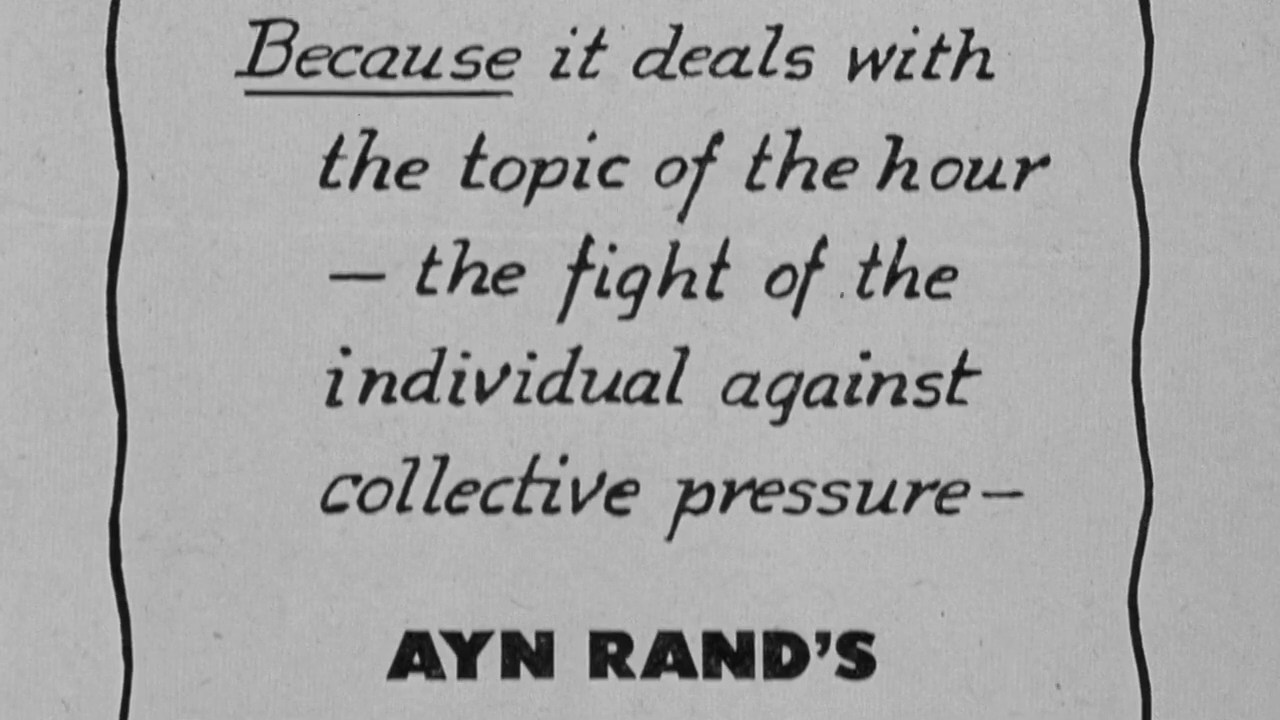 Because it deals with
the topic of the hour
— the fight of the
individual against
collective pressure—
AYN RAND'S